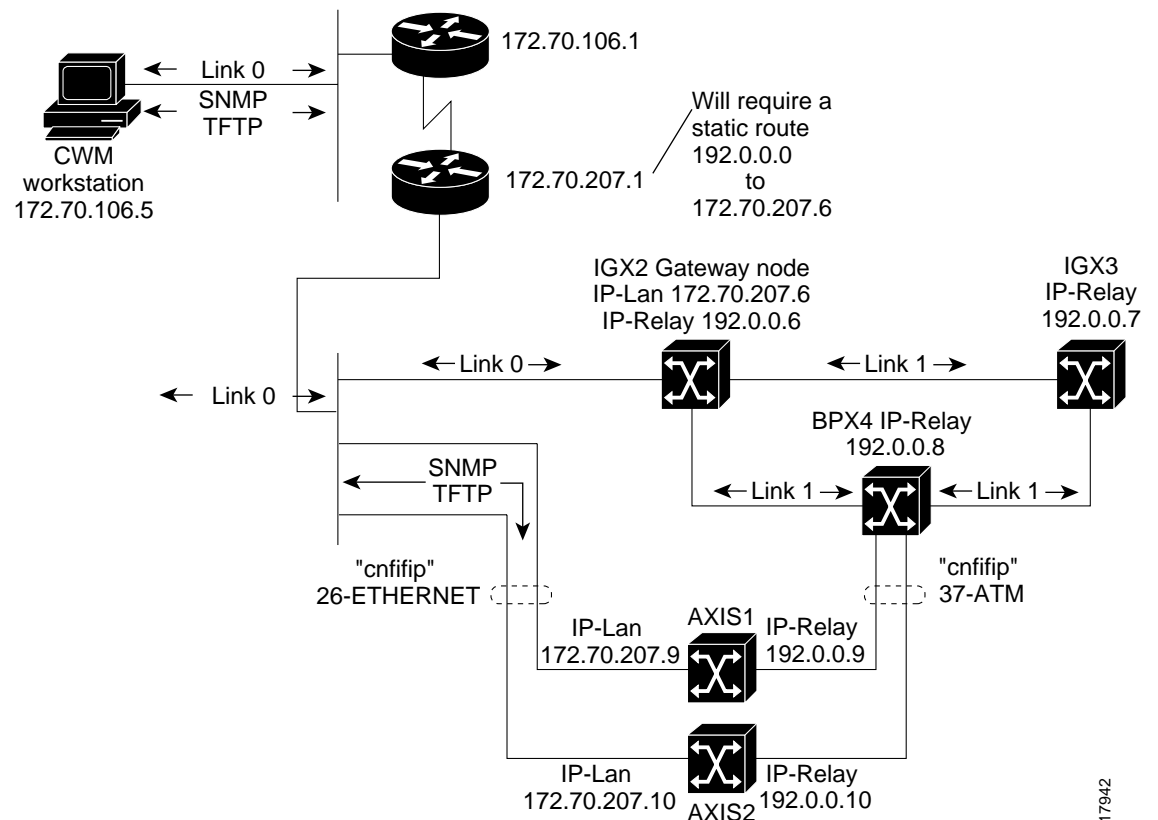 172.70.106.1
Link 0
SNMP
TFTP
CWM
workstation
172.70.106.5
172.70.207.1
Will require a
static route
192.0.0.0
to
172.70.207.6
IGX2 Gateway node
IP-Lan 172.70.207.6
IP-Relay 192.0.0.6
IGX3
IP-Relay
192.0.0.7
Link 0
Link 0
Link 1
BPX4 IP-Relay
192.0.0.8
Link 1
Link 1
SNMP
TFTP
"cnfifip"
26-ETHERNET
"cnfifip"
37-ATM
IP-Lan
172.70.207.9
AXIS1
IP-Relay
192.0.0.9
IP-Lan
172.70.207.10
AXIS2
IP-Relay
192.0.0.10
17942